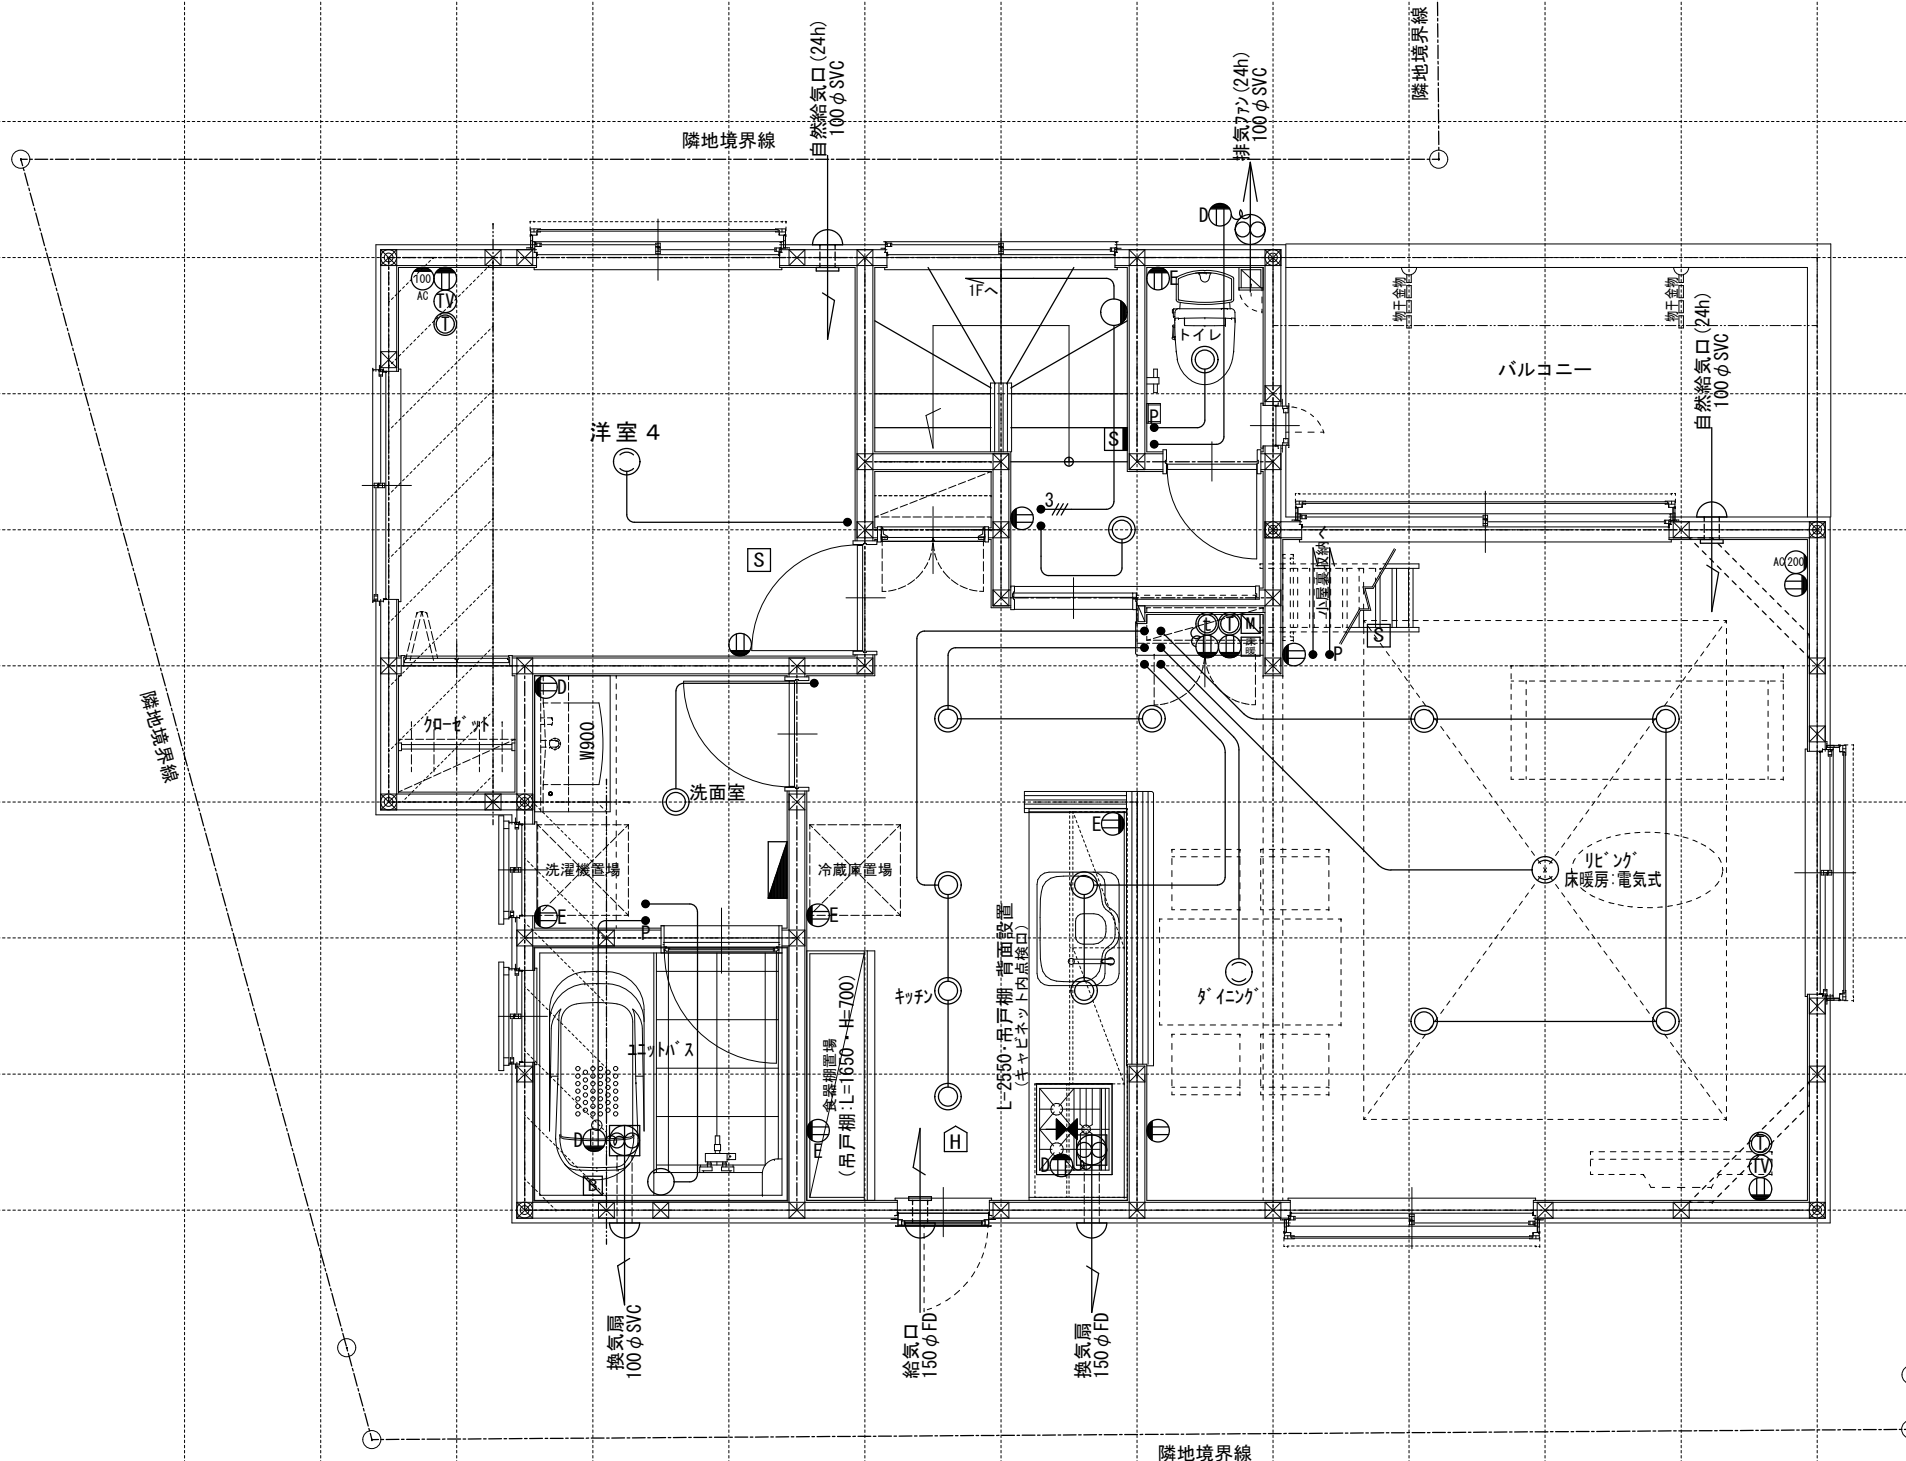 隣地境界線
自然給気口(24h)
100φSVC
隣地境界線
排気ファン(24h)
100φSVC
D
100
AC
TV
T
1Fへ
E
トイレ
物干金物
物干金物
自然給気口(24h)
100φSVC
バルコニー
洋室4
P
S
3
S
小屋裏収納へ
AC
200
t
T
M
S
P
隣地境界線
クローゼット
D
W900
洗面室
洗濯機置場
冷蔵庫置場
E
E
E
P
リビング
床暖房:電気式
L=2550・吊戸棚 背面設置
(キャビネット内点検口)
キッチン
ダイニング
ユニットバス
食器棚置場
(吊戸棚:L=1650・H=700)
D
B
E
H
D
T
TV
換気扇
100φSVC
給気口
150φFD
換気扇
150φFD
隣地境界線